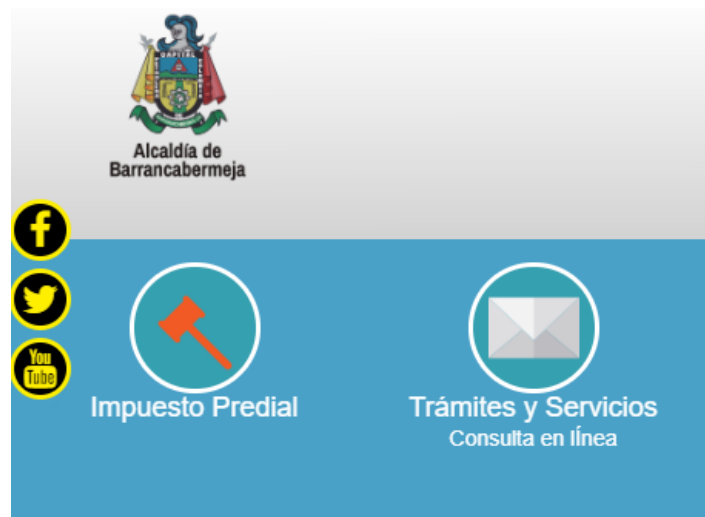 Alcaldía de
Barrancabermeja
f
You
Tube
Impuesto Predial
Trámites y Servicios
Consulta en lÍnea